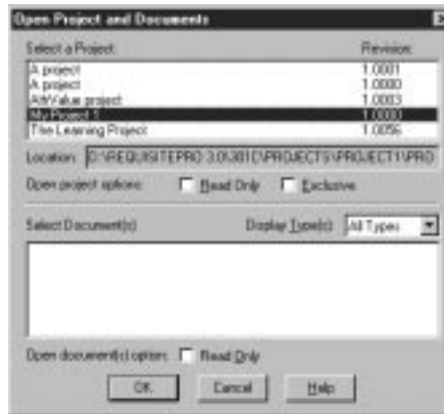 Open Project and Documents
Select a Project: Revision:
A project 1.0001
A project 1.0000
AttrValue project 1.0003
My Project 1 1.0000
The Learning Project 1.0056
Location: C:\REQUISITEPRO 3.0\301C\PROJECTS\PROJECT1\PRO
Open project options: Read Only Exclusive
Select Document(s) Display Type(s): All Types
Open document(s) option: Read Only
OK Cancel Help